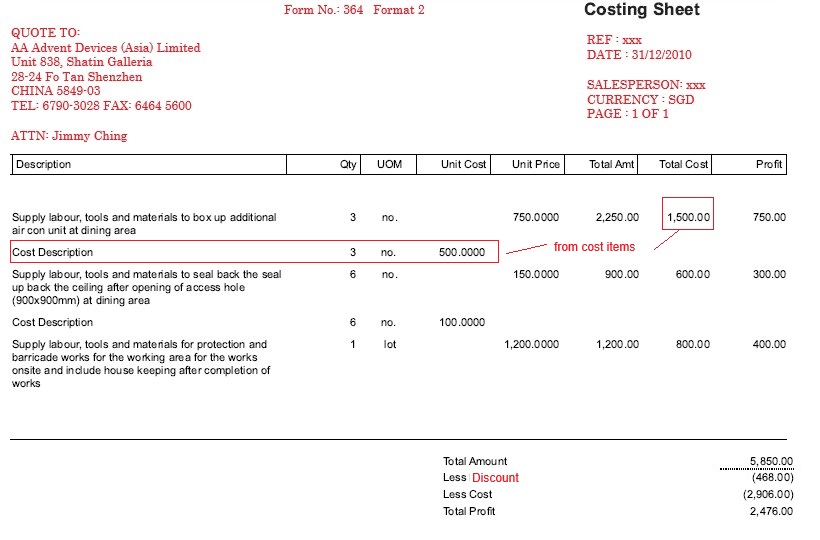 Form No.: 364 Format 2
Costing Sheet
QUOTE TO:
AA Advent Devices (Asia) Limited
Unit 838, Shatin Galleria
28-24 Fo Tan Shenzhen
CHINA 5849-03
TEL: 6790-3028 FAX: 6464 5600
ATTN: Jimmy Ching
REF : xxx
DATE : 31/12/2010
SALESPERSON: xxx
CURRENCY : SGD
PAGE : 1 OF 1
Description Qty UOM Unit Cost Unit Price Total Amt Total Cost Profit
Supply labour, tools and materials to box up additional 3 no. 750.0000 2,250.00 1,500.00 750.00
air con unit at dining area
Cost Description 3 no. 500.0000 from cost items
Supply labour, tools and materials to seal back the seal 6 no. 150.0000 900.00 600.00 300.00
up back the ceiling after opening of access hole
(900x900mm) at dining area
Cost Description 6 no. 100.0000
Supply labour, tools and materials for protection and 1 lot 1,200.0000 1,200.00 800.00 400.00
barricade works for the working area for the works
onsite and include house keeping after completion of
works
Total Amount 5,850.00
Less Discount (468.00)
Less Cost (2,906.00)
Total Profit 2,476.00